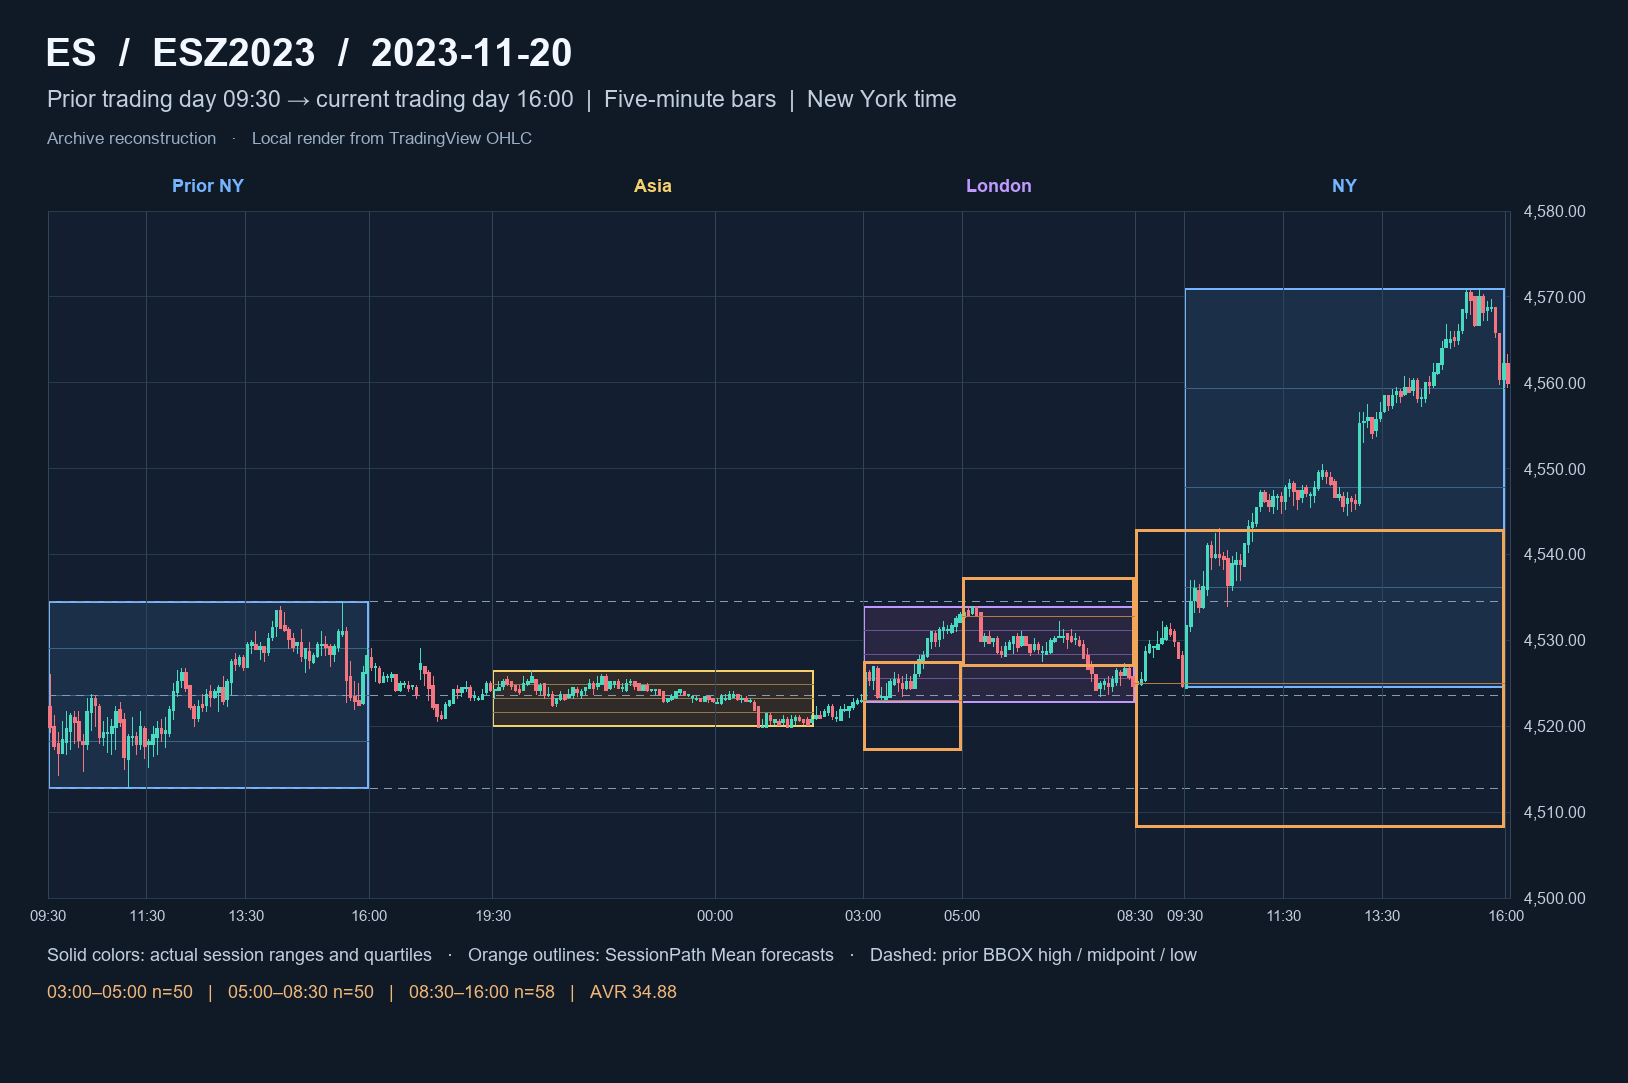 ES / ESZ2023 / 2023-11-20
Prior trading day 09:30 → current trading day 16:00 | Five-minute bars | New York time
Archive reconstruction · Local render from TradingView OHLC
Prior NY Asia London NY
4,580.00
4,570.00
4,560.00
4,550.00
4,540.00
4,530.00
4,520.00
4,510.00
4,500.00
09:30 11:30 13:30 16:00 19:30 00:00 03:00 05:00 08:30 09:30 11:30 13:30 16:00
Solid colors: actual session ranges and quartiles · Orange outlines: SessionPath Mean forecasts · Dashed: prior BBOX high / midpoint / low
03:00–05:00 n=50 | 05:00–08:30 n=50 | 08:30–16:00 n=58 | AVR 34.88